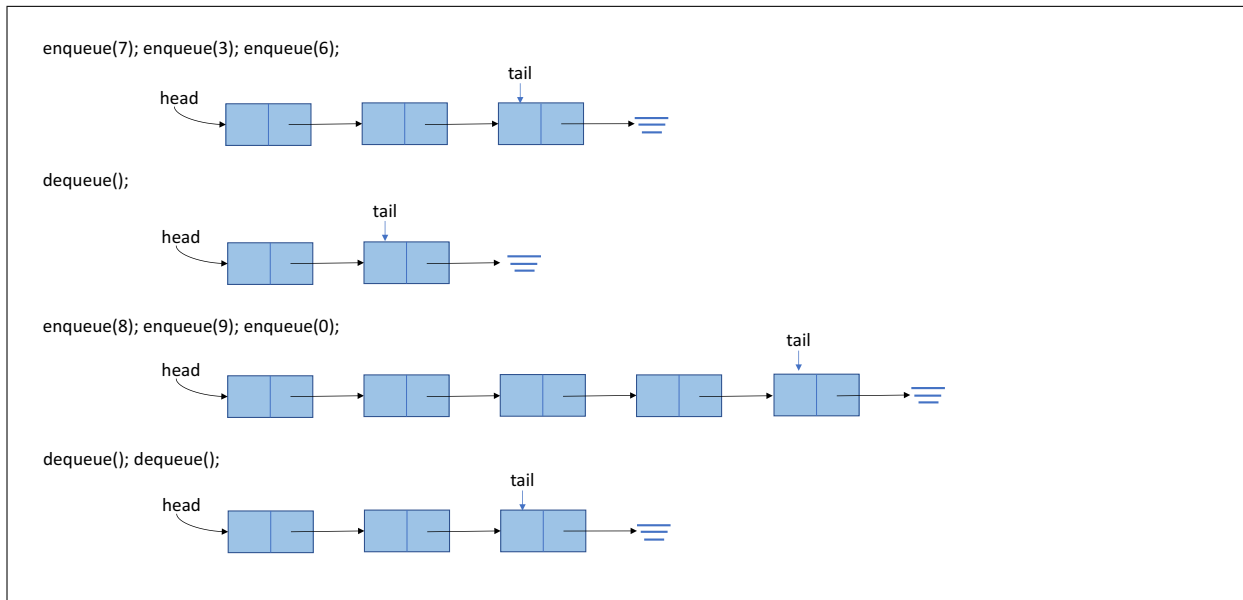 enqueue(7); enqueue(3); enqueue(6);
tail
head
dequeue();
tail
head
enqueue(8); enqueue(9); enqueue(0);
tail
head
dequeue(); dequeue();
tail
head